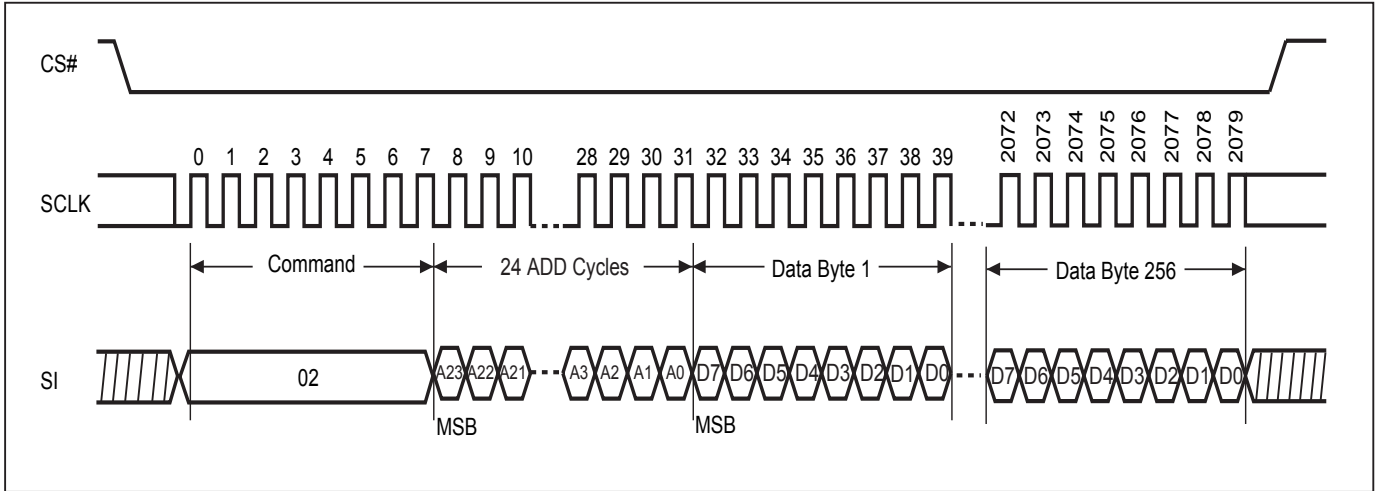 CS#
2072 2073 2074 2075 2076 2077 2078 2079
0 1 2 3 4 5 6 7 8 9 10 28 29 30 31 32 33 34 35 36 37 38 39
SCLK
Command 24 ADD Cycles Data Byte 1 Data Byte 256
SI 02 A23 A22 A21 A3 A2 A1 A0 D7 D6 D5 D4 D3 D2 D1 D0 D7 D6 D5 D4 D3 D2 D1 D0
MSB MSB